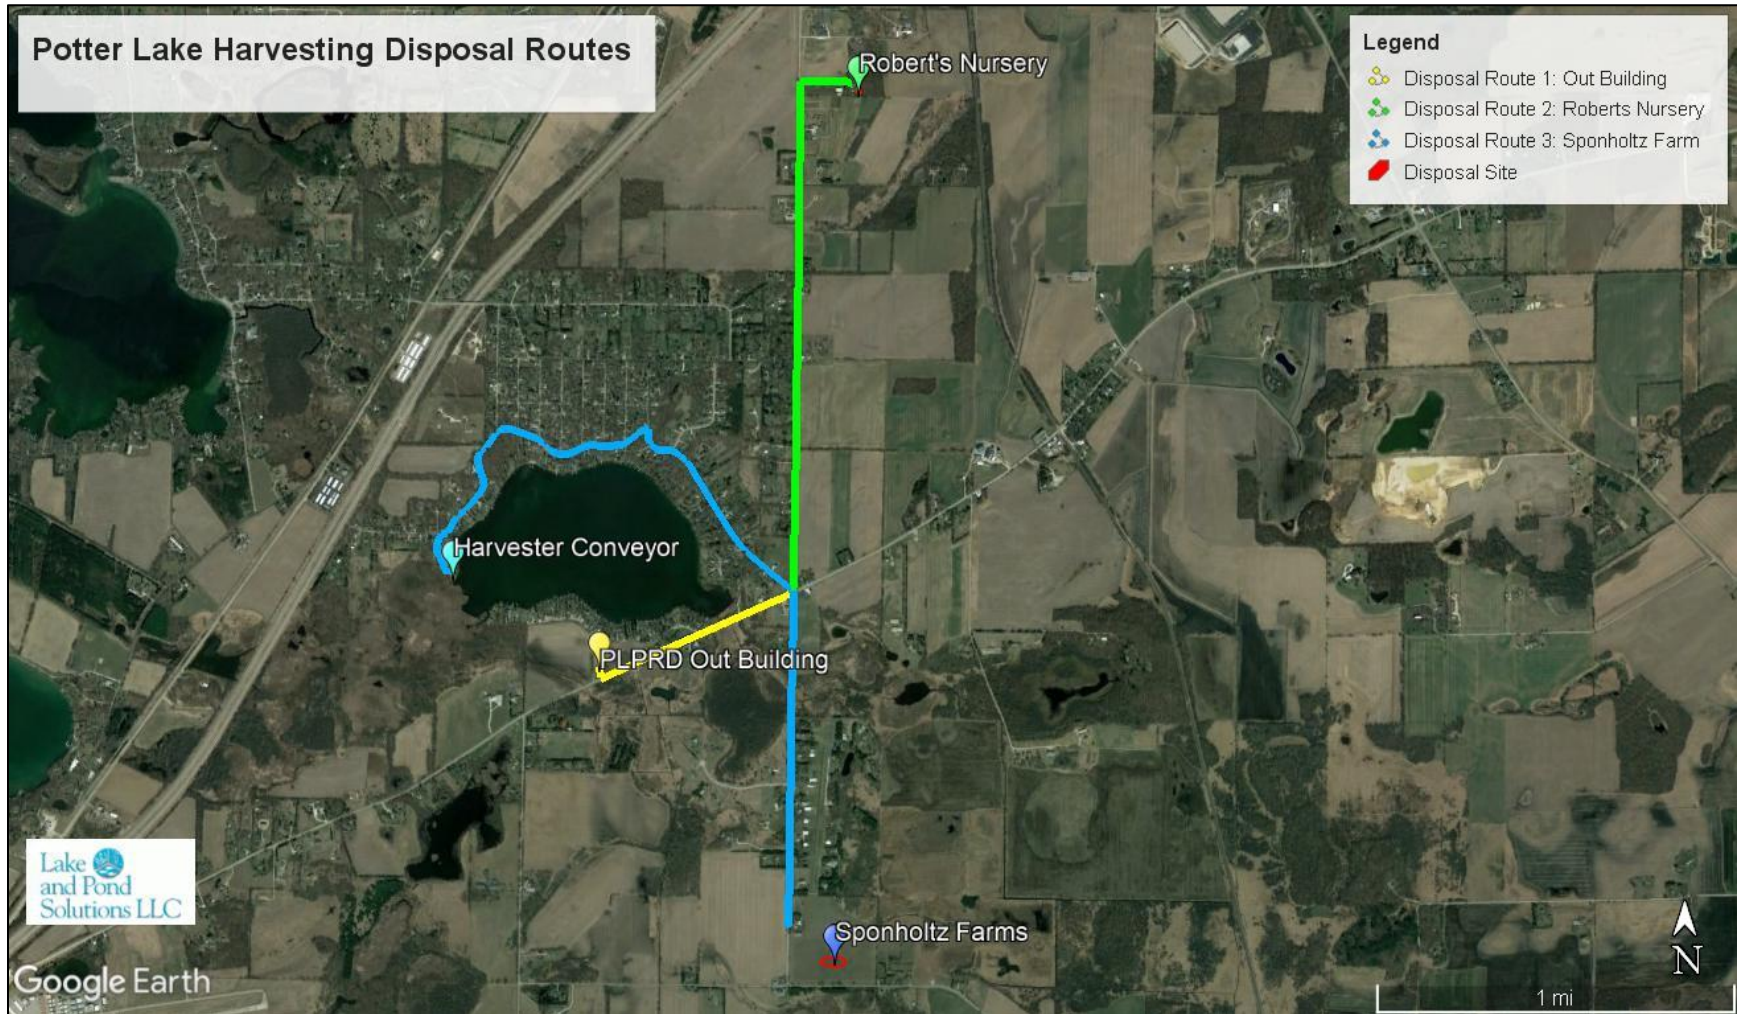 Potter Lake Harvesting Disposal Routes
Legend
Disposal Route 1: Out Building
Disposal Route 2: Roberts Nursery
Disposal Route 3: Sponholtz Farm
Disposal Site
Robert's Nursery
Harvester Conveyor
PLPRD Out Building
Sponholtz Farms
Lake
and Pond
Solutions LLC
Google Earth
N
1 mi